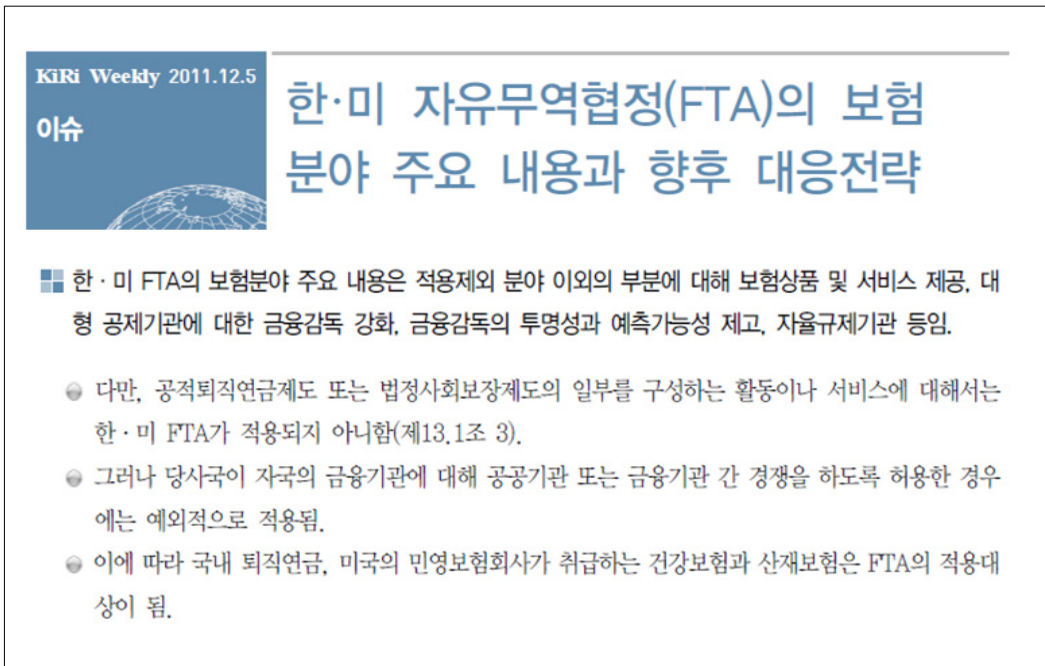 KiRi Weekly 2011.12.5
이슈
한·미 자유무역협정(FTA)의 보험
분야 주요 내용과 향후 대응전략
한·미 FTA의 보험분야 주요 내용은 적용제외 분야 이외의 부분에 대해 보험상품 및 서비스 제공, 대
형 공제기관에 대한 금융감독 강화, 금융감독의 투명성과 예측가능성 제고, 자율규제기관 등임.
다만, 공적퇴직연금제도 또는 법정사회보장제도의 일부를 구성하는 활동이나 서비스에 대해서는
한·미 FTA가 적용되지 아니함(제13.1조 3).
그러나 당사국이 자국의 금융기관에 대해 공공기관 또는 금융기관 간 경쟁을 하도록 허용한 경우
에는 예외적으로 적용됨.
이에 따라 국내 퇴직연금, 미국의 민영보험회사가 취급하는 건강보험과 산재보험은 FTA의 적용대
상이 됨.